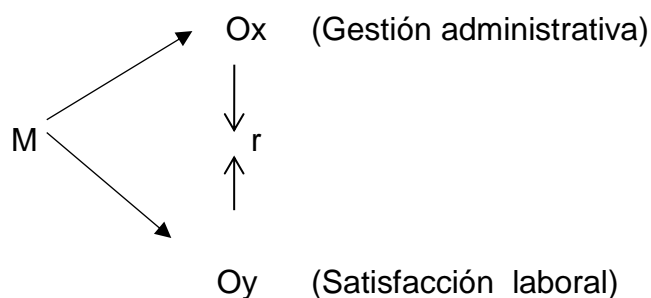 Ox (Gestión administrativa)
M r
Oy (Satisfacción laboral)